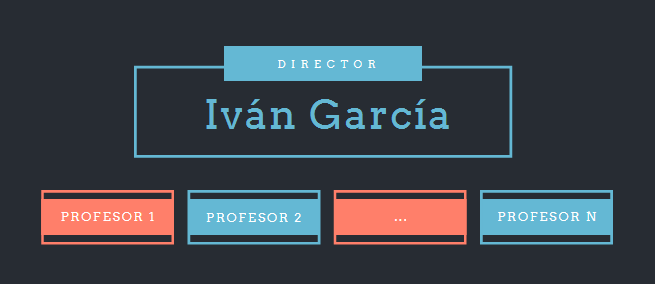 DIRECTOR
Iván García
PROFESOR 1
PROFESOR 2
...
PROFESOR N